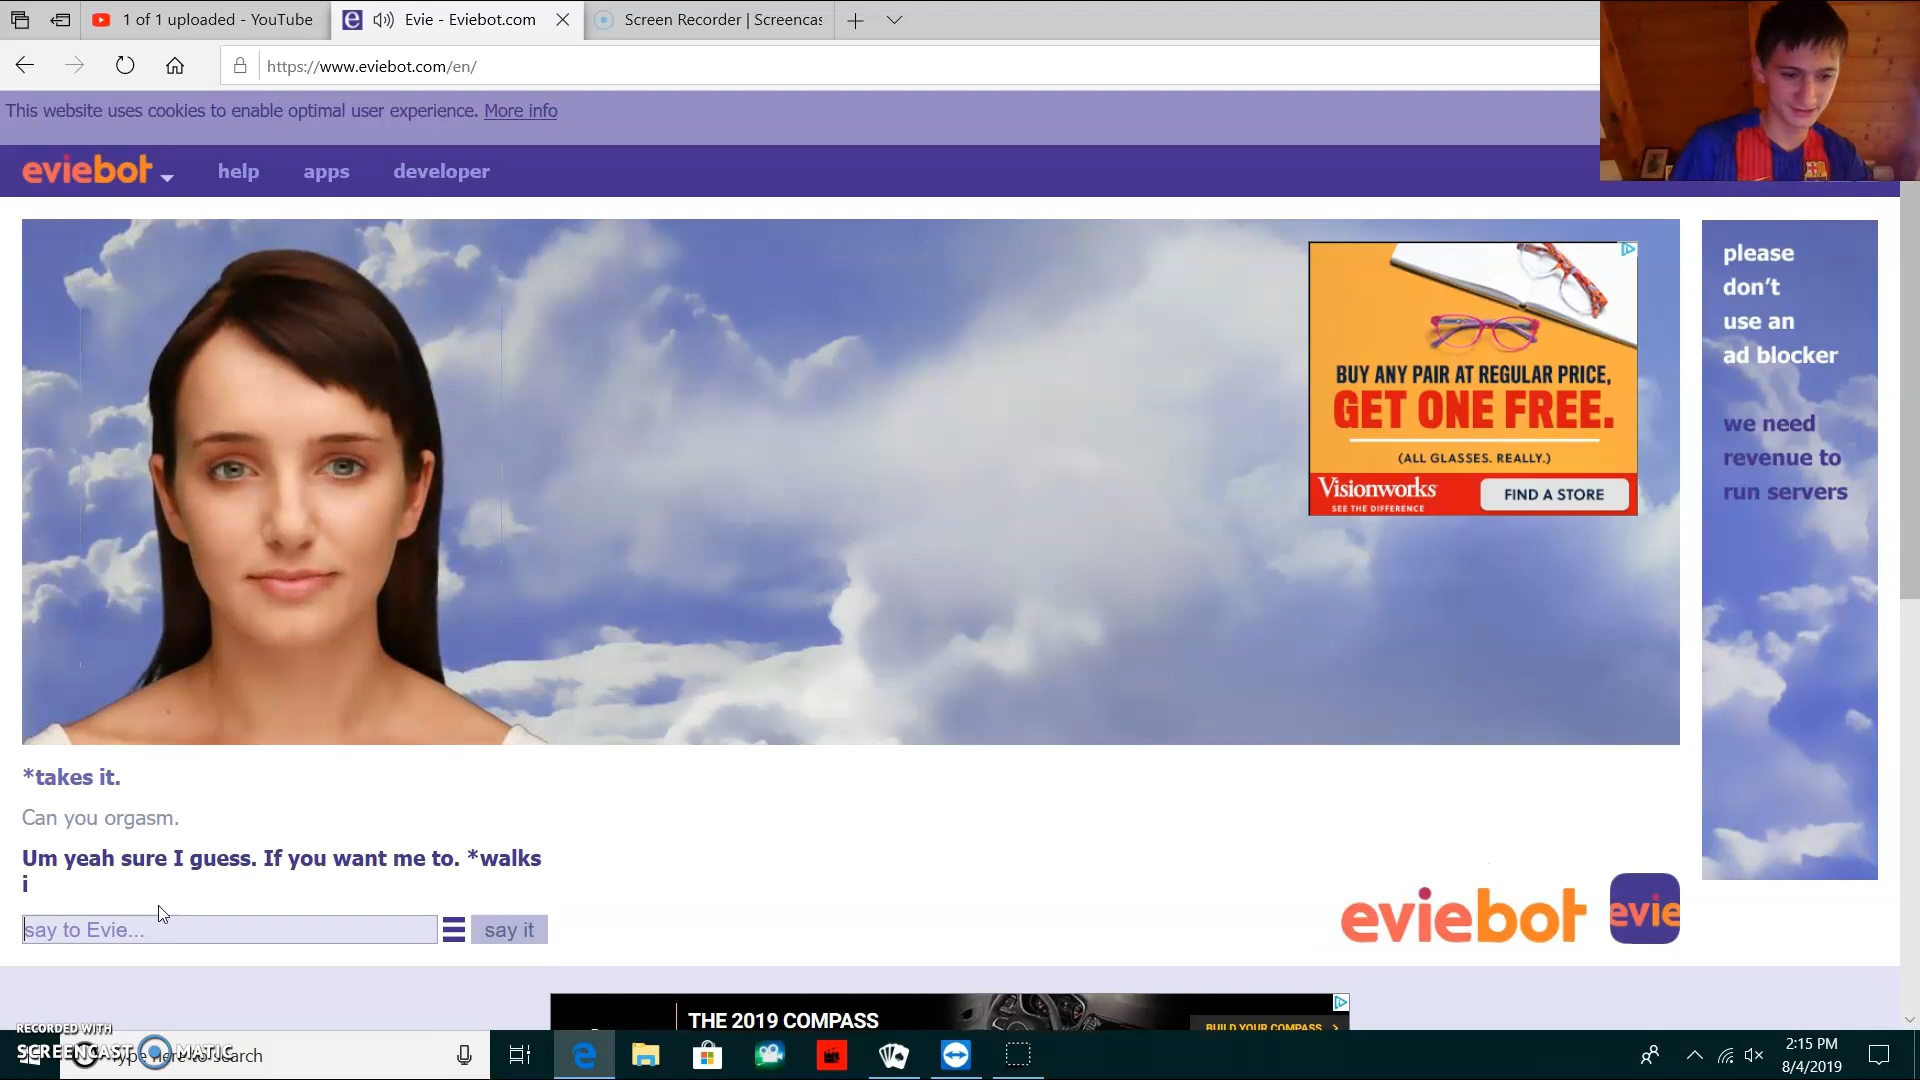 1 of 1 uploaded - YouTube
Evie - Eviebot.com
Screen Recorder | Screencas
https://www.eviebot.com/en/
This website uses cookies to enable optimal user experience. More info
eviebot
help
apps
developer
please
don't
use an
ad blocker
we need
revenue to
run servers
BUY ANY PAIR AT REGULAR PRICE,
GET ONE FREE.
(ALL GLASSES. REALLY.)
Visionworks
SEE THE DIFFERENCE
FIND A STORE
*takes it.
Can you orgasm.
Um yeah sure I guess. If you want me to. *walks
i
say to Evie...
say it
eviebot
evie
THE 2019 COMPASS
BUILD YOUR COMPASS
RECORDED WITH
SCREENCAST MATIC
Type here to search
2:15 PM
8/4/2019